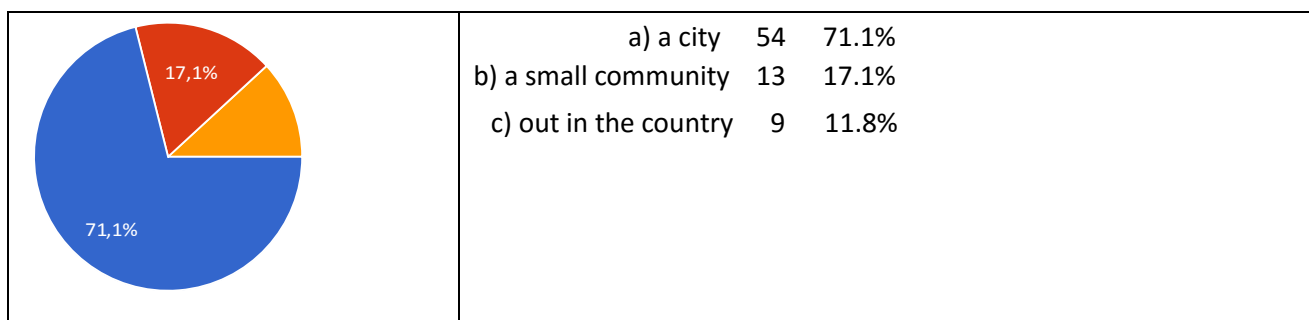 17,1%
71,1%
a) a city 54 71.1%
b) a small community 13 17.1%
c) out in the country 9 11.8%